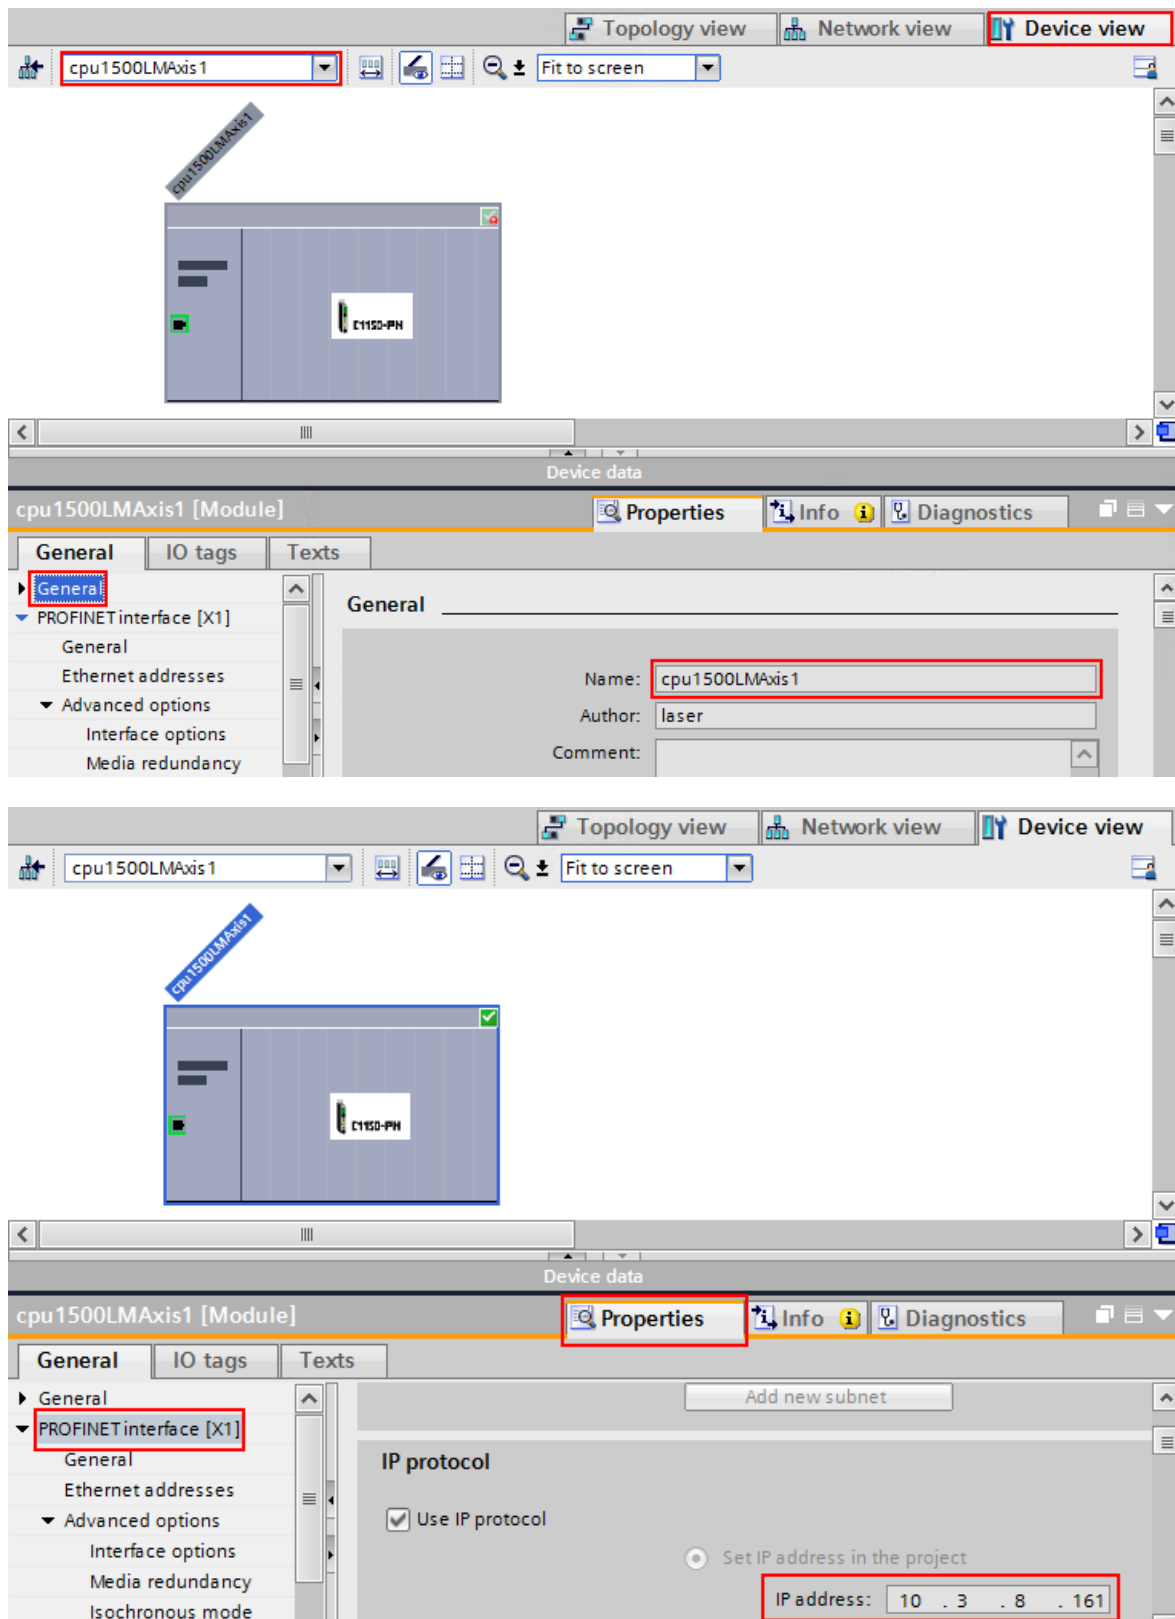 Topology view Network view Device view
cpu1500LMAxis1 Fit to screen
cpu1500LMAxis1
C1150-PN
Device data
cpu1500LMAxis1 [Module] Properties Info Diagnostics
General IO tags Texts
General
PROFINET interface [X1]
General
Ethernet addresses
Advanced options
Interface options
Media redundancy
General
Name: cpu1500LMAxis1
Author: laser
Comment:
Topology view Network view Device view
cpu1500LMAxis1 Fit to screen
cpu1500LMAxis1
C1150-PN
Device data
cpu1500LMAxis1 [Module] Properties Info Diagnostics
General IO tags Texts
General
PROFINET interface [X1]
General
Ethernet addresses
Advanced options
Interface options
Media redundancy
Isochronous mode
Add new subnet
IP protocol
Use IP protocol
Set IP address in the project
IP address: 10 . 3 . 8 . 161